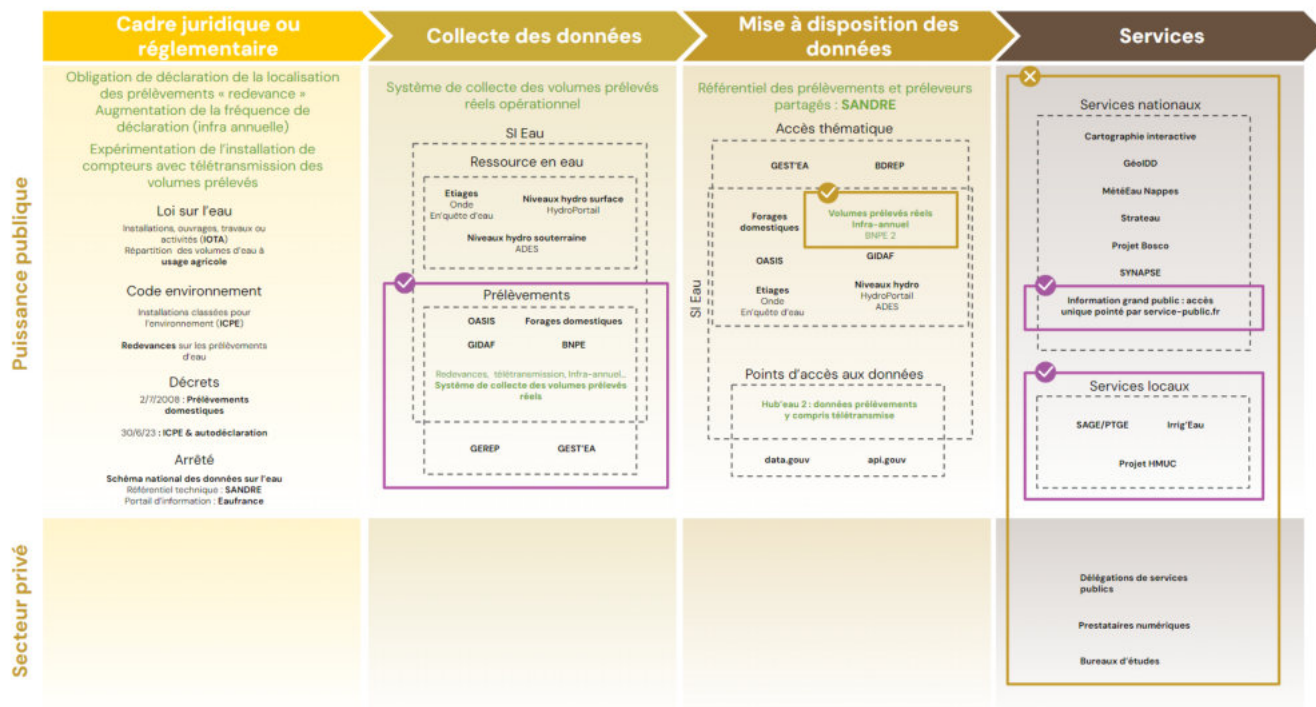 Cadre juridique ou
réglementaire
Collecte des données
Mise à disposition des
données
Services
Puissance publique
Obligation de déclaration de la localisation
des prélèvements « redevance »
Augmentation de la fréquence de
déclaration (infra annuelle)
Expérimentation de l'installation de
compteurs avec télétransmission des
volumes prélevés
Loi sur l'eau
Installations, ouvrages, travaux ou
activités (IOTA)
Répartition des volumes d'eau à
usage agricole
Code environnement
Installations classées pour
l'environnement (ICPE)
Redevances sur les prélèvements
d'eau
Décrets
2/7/2008 : Prélèvements
domestiques
30/6/23 : ICPE & autodéclaration
Arrêté
Schéma national des données sur l'eau
Référentiel technique : SANDRE
Portail d'information : Eaufrance
Système de collecte des volumes prélevés
réels opérationnel
SI Eau
Ressource en eau
Etiages
Onde
En'quête d'eau
Niveaux hydro surface
HydroPortail
Niveaux hydro souterraine
ADES
Prélèvements
OASIS
Forages domestiques
GIDAF
BNPE
Redevances, télétransmission, Infra-annuel...
Système de collecte des volumes prélevés
réels
GEREP
GEST'EA
Référentiel des prélèvements et préleveurs
partagés : SANDRE
Accès thématique
GEST'EA
BDREP
SI Eau
Forages
domestiques
Volumes prélevés réels
Infra-annuel
BNPE 2
OASIS
GIDAF
Etiages
Onde
En'quête d'eau
Niveaux hydro
HydroPortail
ADES
Points d'accès aux données
Hub'eau 2 : données prélèvements
y compris télétransmise
data.gouv
api.gouv
Services nationaux
Cartographie interactive
GéoIDD
MétéEau Nappes
Strateau
Projet Bosco
SYNAPSE
Information grand public : accès
unique pointé par service-public.fr
Services locaux
SAGE/PTGE
Irrig'Eau
Projet HMUC
Secteur privé
Délégations de services
publics
Prestataires numériques
Bureaux d'études